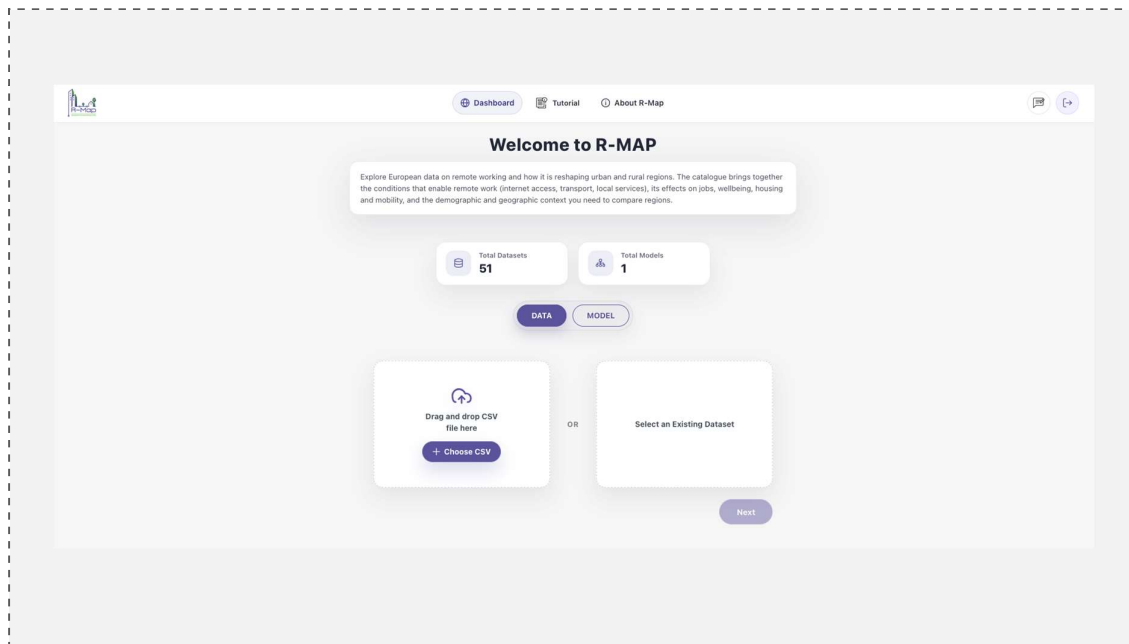 R-Map
Dashboard
Tutorial
About R-Map
Welcome to R-MAP
Explore European data on remote working and how it is reshaping urban and rural regions. The catalogue brings together
the conditions that enable remote work (internet access, transport, local services), its effects on jobs, wellbeing, housing
and mobility, and the demographic and geographic context you need to compare regions.
Total Datasets
51
Total Models
1
DATA
MODEL
Drag and drop CSV
file here
+ Choose CSV
OR
Select an Existing Dataset
Next